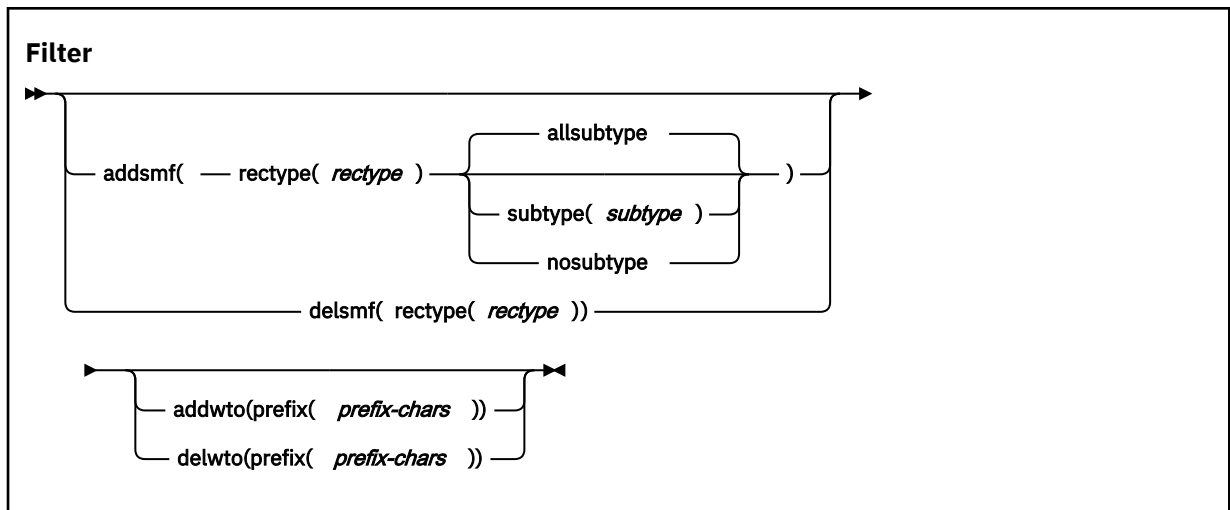 Filter
allsubtype
addsmf( rectype( rectype ) )
subtype( subtype )
nosubtype
delsmf( rectype( rectype ))
addwto(prefix( prefix-chars ))
delwto(prefix( prefix-chars ))